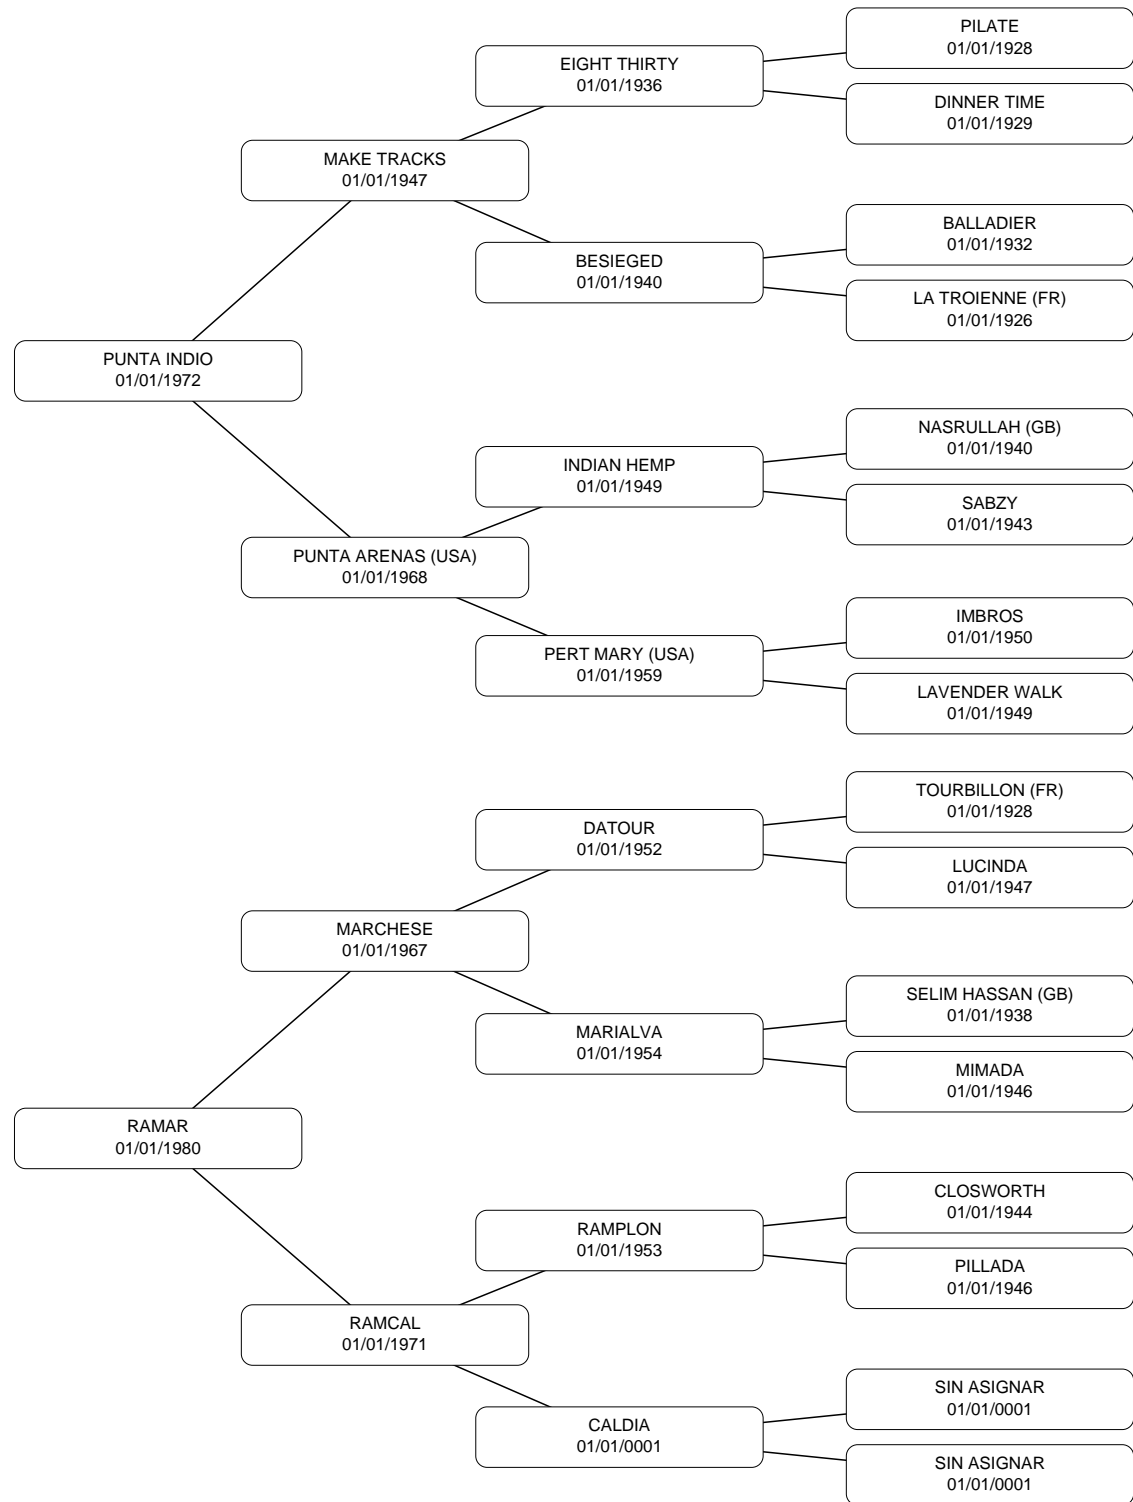 PILATE
01/01/1928
EIGHT THIRTY
01/01/1936
DINNER TIME
01/01/1929
MAKE TRACKS
01/01/1947
BALLADIER
01/01/1932
BESIEGED
01/01/1940
LA TROIENNE (FR)
01/01/1926
PUNTA INDIO
01/01/1972
NASRULLAH (GB)
01/01/1940
INDIAN HEMP
01/01/1949
SABZY
01/01/1943
PUNTA ARENAS (USA)
01/01/1968
IMBROS
01/01/1950
PERT MARY (USA)
01/01/1959
LAVENDER WALK
01/01/1949
TOURBILLON (FR)
01/01/1928
DATOUR
01/01/1952
LUCINDA
01/01/1947
MARCHESE
01/01/1967
SELIM HASSAN (GB)
01/01/1938
MARIALVA
01/01/1954
MIMADA
01/01/1946
RAMAR
01/01/1980
CLOSWORTH
01/01/1944
RAMPLON
01/01/1953
PILLADA
01/01/1946
RAMCAL
01/01/1971
SIN ASIGNAR
01/01/0001
CALDIA
01/01/0001
SIN ASIGNAR
01/01/0001